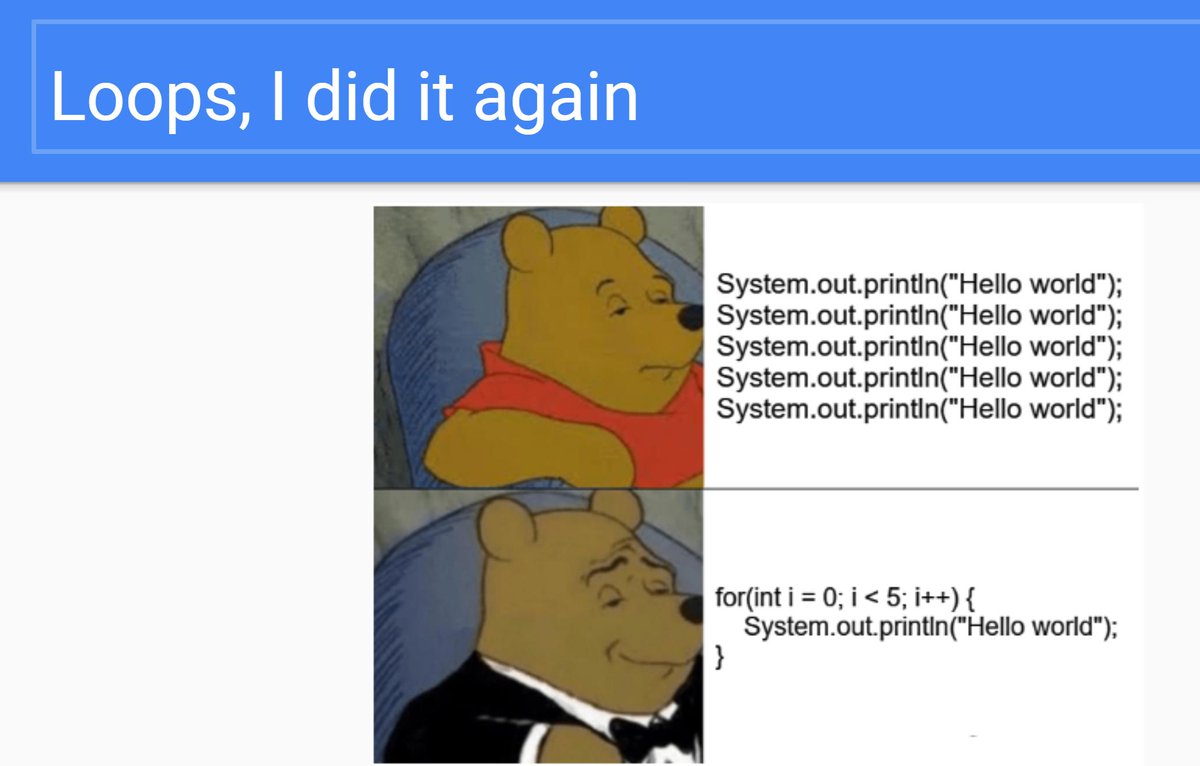 Loops, I did it again
System.out.println("Hello world");
System.out.println("Hello world");
System.out.println("Hello world");
System.out.println("Hello world");
System.out.println("Hello world");
for(int i = 0; i < 5; i++) {
System.out.println("Hello world");
}